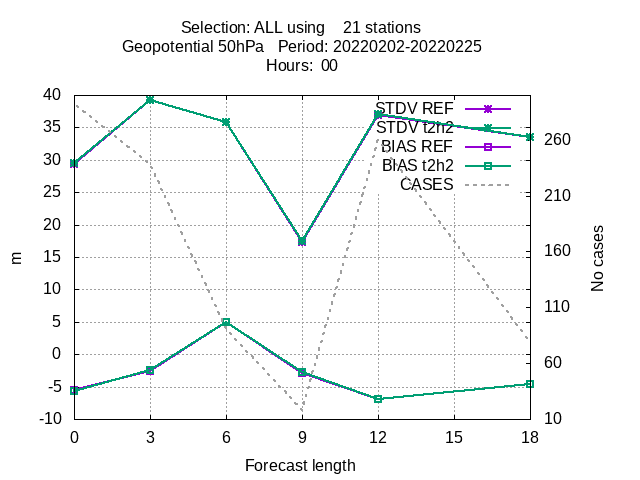 Selection: ALL using    21 stations
Geopotential 50hPa   Period: 20220202-20220225
Hours: 00
STDV REF
STDV t2h2
BIAS REF
BIAS t2h2
CASES
40
35
30
25
20
15
10
5
0
-5
-10
m
260
210
160
110
60
10
No cases
0 3 6 9 12 15 18
Forecast length